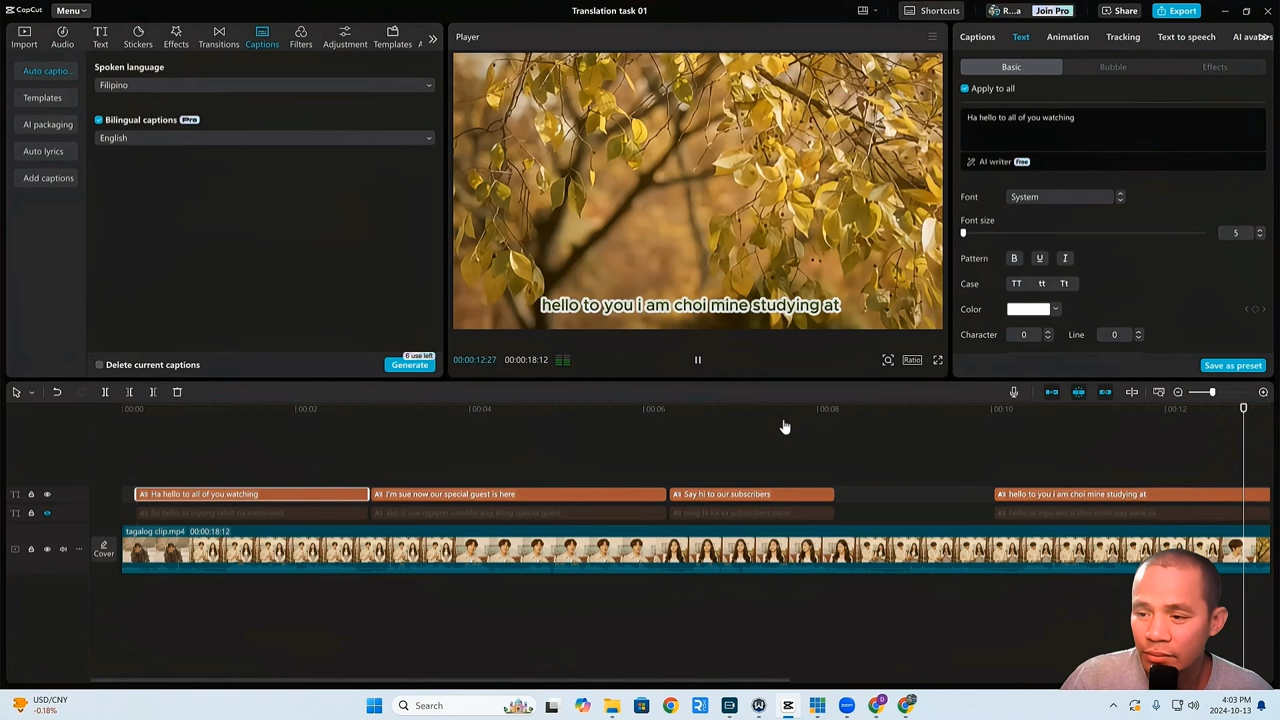 CapCut
Menu
Translation task 01
Shortcuts
R...a
Join Pro
Share
Export
Import
Audio
Text
Stickers
Effects
Transitions
Captions
Filters
Adjustment
Templates
Player
Captions
Text
Animation
Tracking
Text to speech
AI avatars
Auto captio...
Templates
AI packaging
Auto lyrics
Add captions
Spoken language
Filipino
Bilingual captions Pro
English
Delete current captions
6 use left
Generate
hello to you i am choi mine studying at
00:00:12:27
00:00:18:12
Ratio
Basic
Bubble
Effects
Apply to all
Ha hello to all of you watching
AI writer Free
Font
System
Font size
5
Pattern
B U I
Case
TT tt Tt
Color
Character 0 Line 0
Save as preset
00:00
00:02
00:04
00:06
00:08
00:10
00:12
Ha hello to all of you watching
I'm sue now our special guest is here
Say hi to our subscribers
hello to you i am choi mine studying at
tagalog clip.mp4 00:00:18:12
Cover
USD/CNY
-0.18%
Search
zoom
4:03 PM
2024-10-13